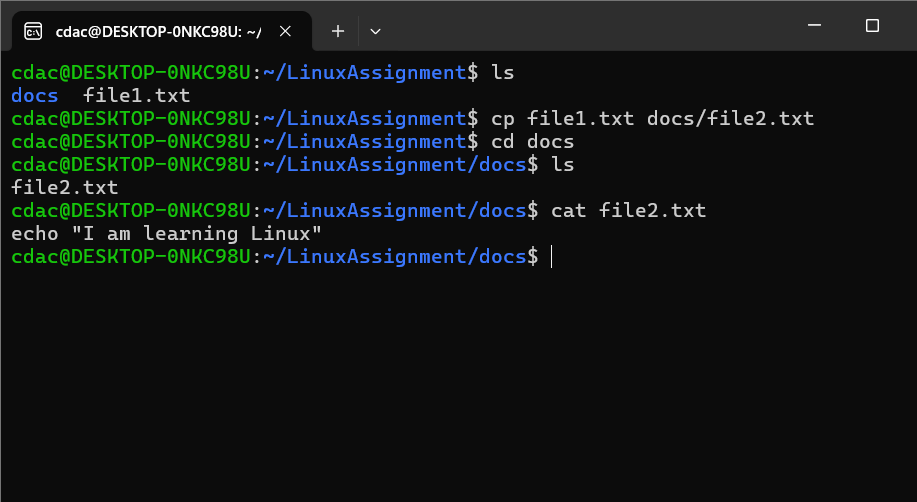 cdac@DESKTOP-0NKC98U: ~/
cdac@DESKTOP-0NKC98U:~/LinuxAssignment$ ls
docs  file1.txt
cdac@DESKTOP-0NKC98U:~/LinuxAssignment$ cp file1.txt docs/file2.txt
cdac@DESKTOP-0NKC98U:~/LinuxAssignment$ cd docs
cdac@DESKTOP-0NKC98U:~/LinuxAssignment/docs$ ls
file2.txt
cdac@DESKTOP-0NKC98U:~/LinuxAssignment/docs$ cat file2.txt
echo "I am learning Linux"
cdac@DESKTOP-0NKC98U:~/LinuxAssignment/docs$